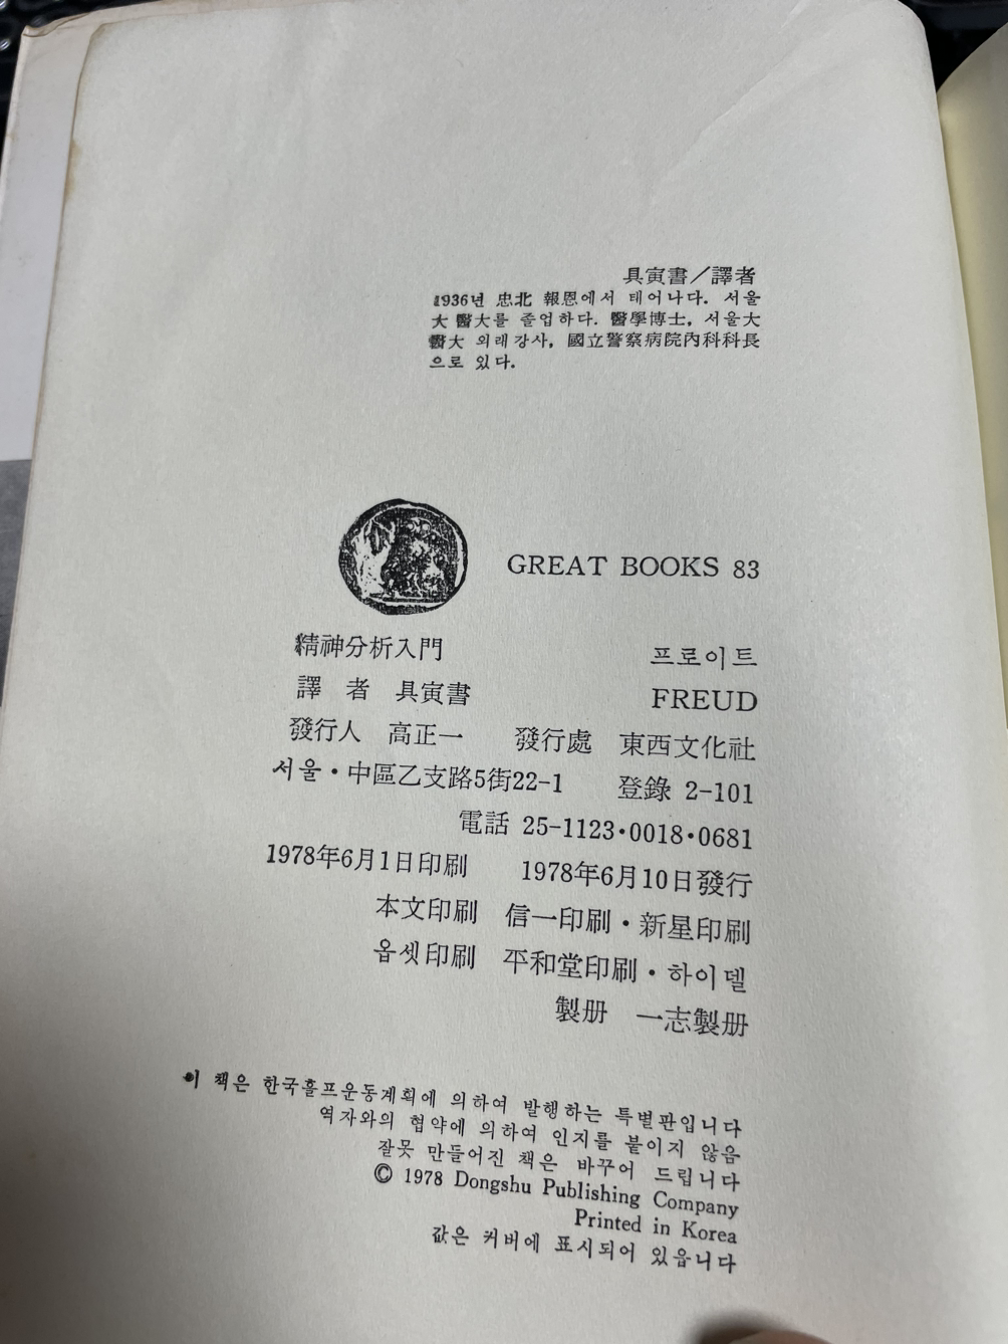 具寅書／譯者
1936년 忠北 報恩에서 태어나다. 서울
大 醫大를 졸업하다. 醫學博士, 서울大
醫大 외래강사, 國立警察病院內科科長
으로 있다.
GREAT BOOKS 83
精神分析入門 프로이트
譯 者 具寅書 FREUD
發行人 高正一 發行處 東西文化社
서울·中區乙支路5街22-1 登錄 2-101
電話 25-1123·0018·0681
1978年6月1日印刷 1978年6月10日發行
本文印刷 信一印刷·新星印刷
옵셋印刷 平和堂印刷·하이델
製册 一志製册
이 책은 한국홀프운동계획에 의하여 발행하는 특별판입니다
역자와의 협약에 의하여 인지를 붙이지 않음
잘못 만들어진 책은 바꾸어 드립니다
© 1978 Dongshu Publishing Company
Printed in Korea
값은 커버에 표시되어 있읍니다